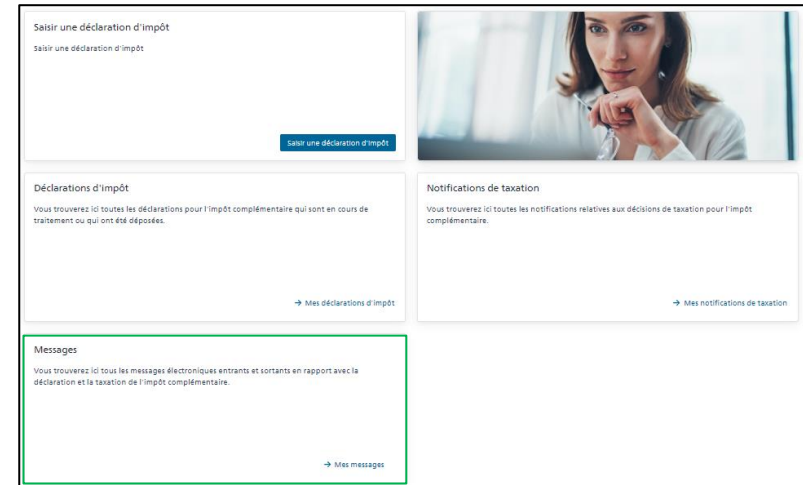 Saisir une déclaration d'impôt
Saisir une déclaration d'impôt
Saisir une déclaration d'impôt
Déclarations d'impôt
Vous trouverez ici toutes les déclarations pour l'impôt complémentaire qui sont en cours de
traitement ou qui ont été déposées.
→ Mes déclarations d'impôt
Notifications de taxation
Vous trouverez ici toutes les notifications relatives aux décisions de taxation pour l'impôt
complémentaire.
→ Mes notifications de taxation
Messages
Vous trouverez ici tous les messages électroniques entrants et sortants en rapport avec la
déclaration et la taxation de l'impôt complémentaire.
→ Mes messages